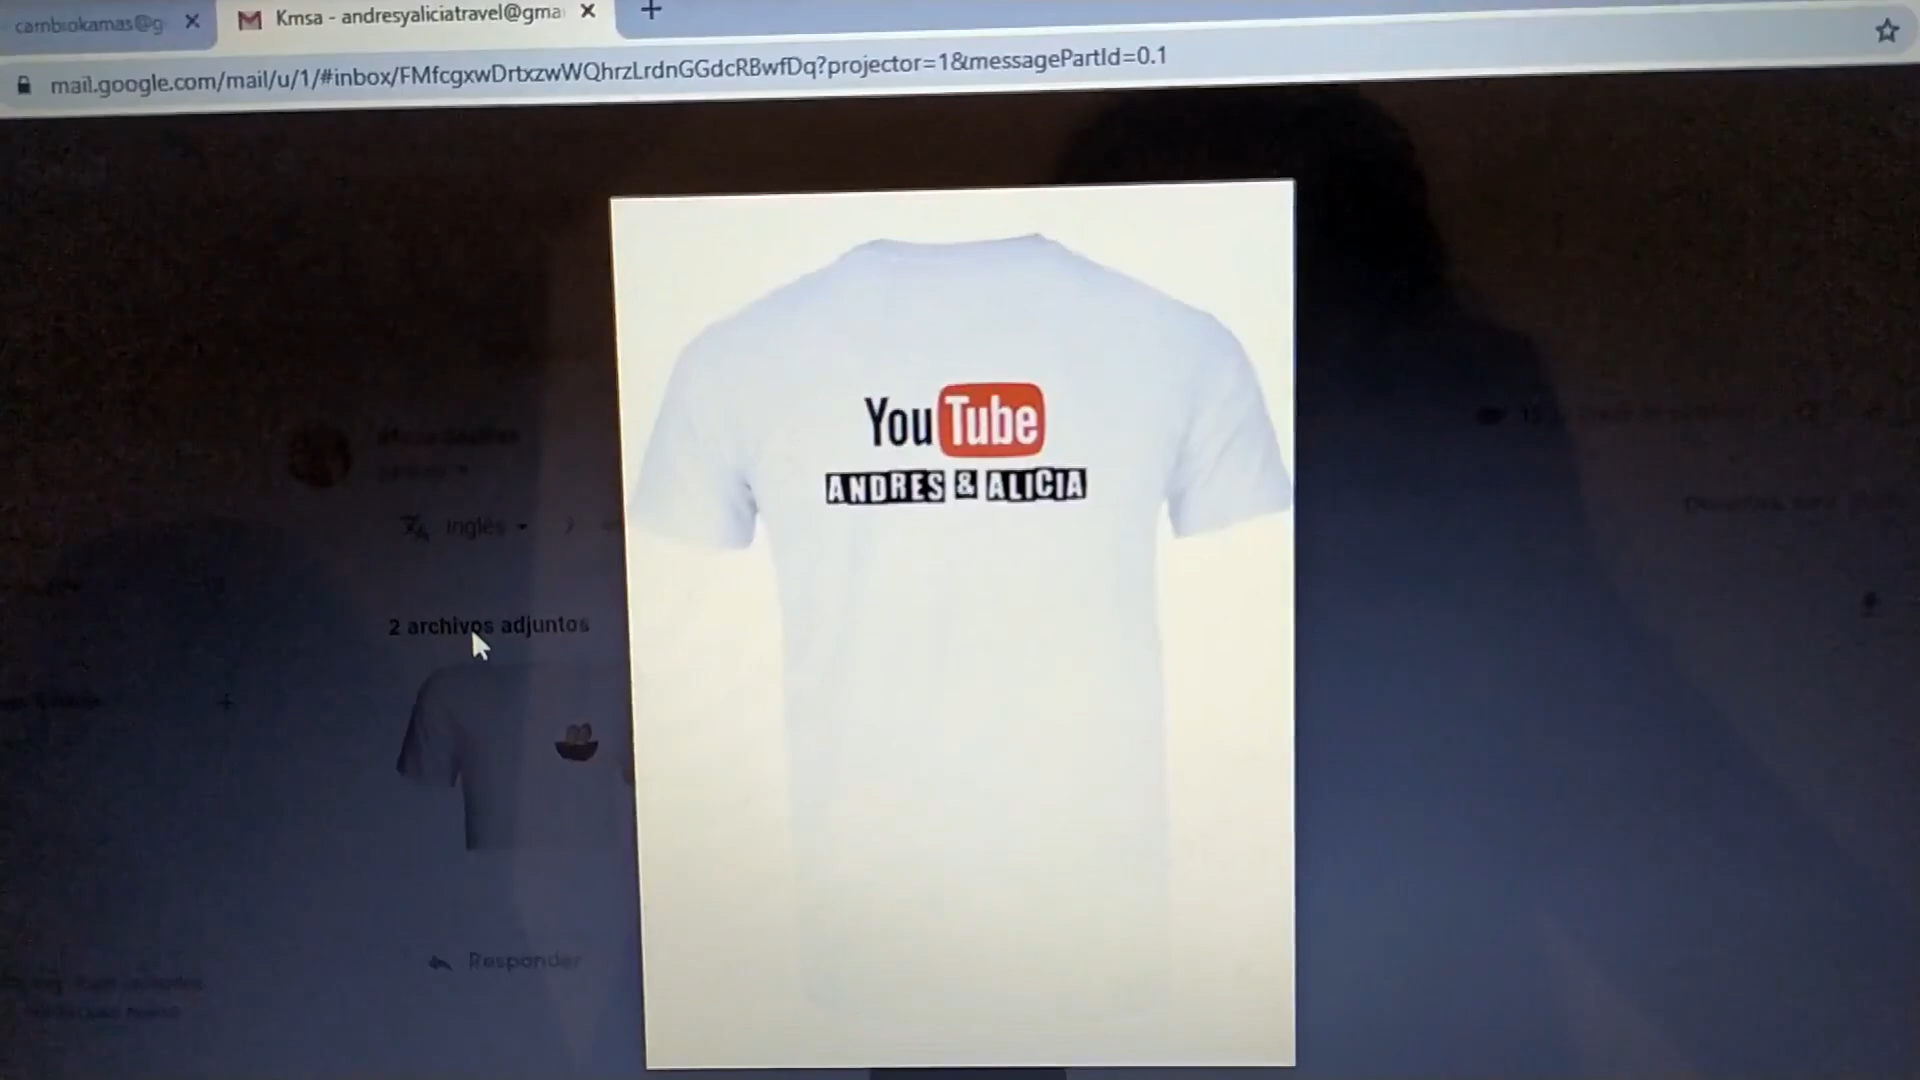 cambiokamas@g
Kmsa - andresyaliciatravel@gma
mail.google.com/mail/u/1/#inbox/FMfcgxwDrtxzwWQhrzLrdnGGdcRBwfDq?projector=1&messagePartId=0.1
YouTube
ANDRES & ALICIA
Inglés
2 archivos adjuntos
Responder